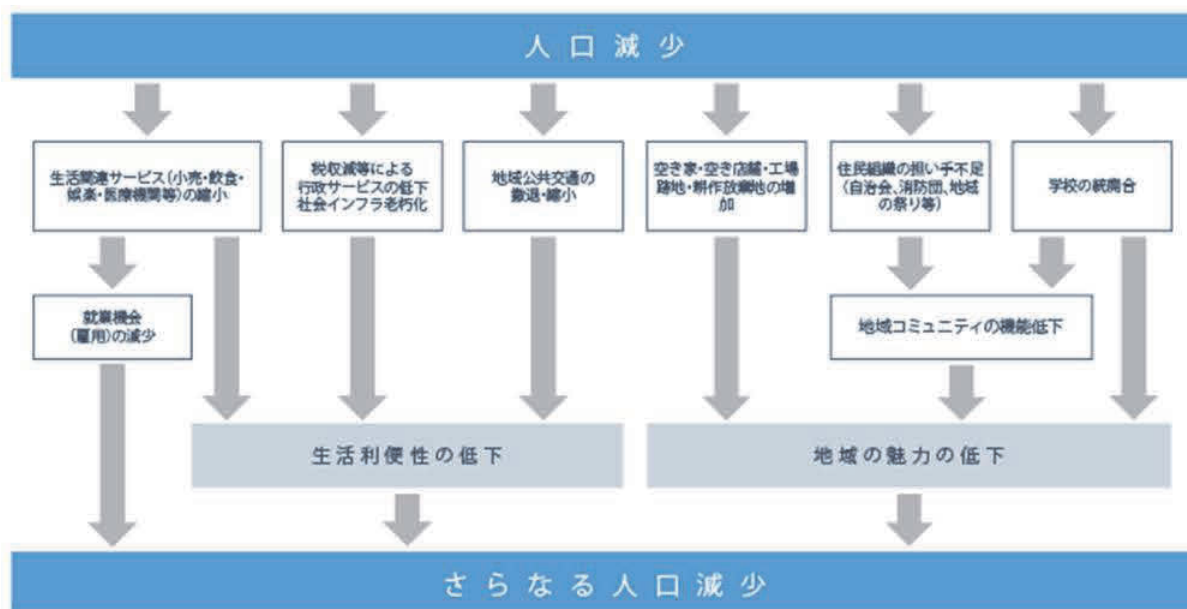 人口減少
生活関連サービス(小売・飲食・
娯楽・医療機関等)の縮小
税収減等による
行政サービスの低下
社会インフラ老朽化
地域公共交通の
撤退・縮小
空き家・空き店舗・工場
跡地・耕作放棄地の増
加
住民組織の担い手不足
(自治会、消防団、地域
の祭り等)
学校の統廃合
就業機会
(雇用)の減少
地域コミュニティの機能低下
生活利便性の低下
地域の魅力の低下
さらなる人口減少